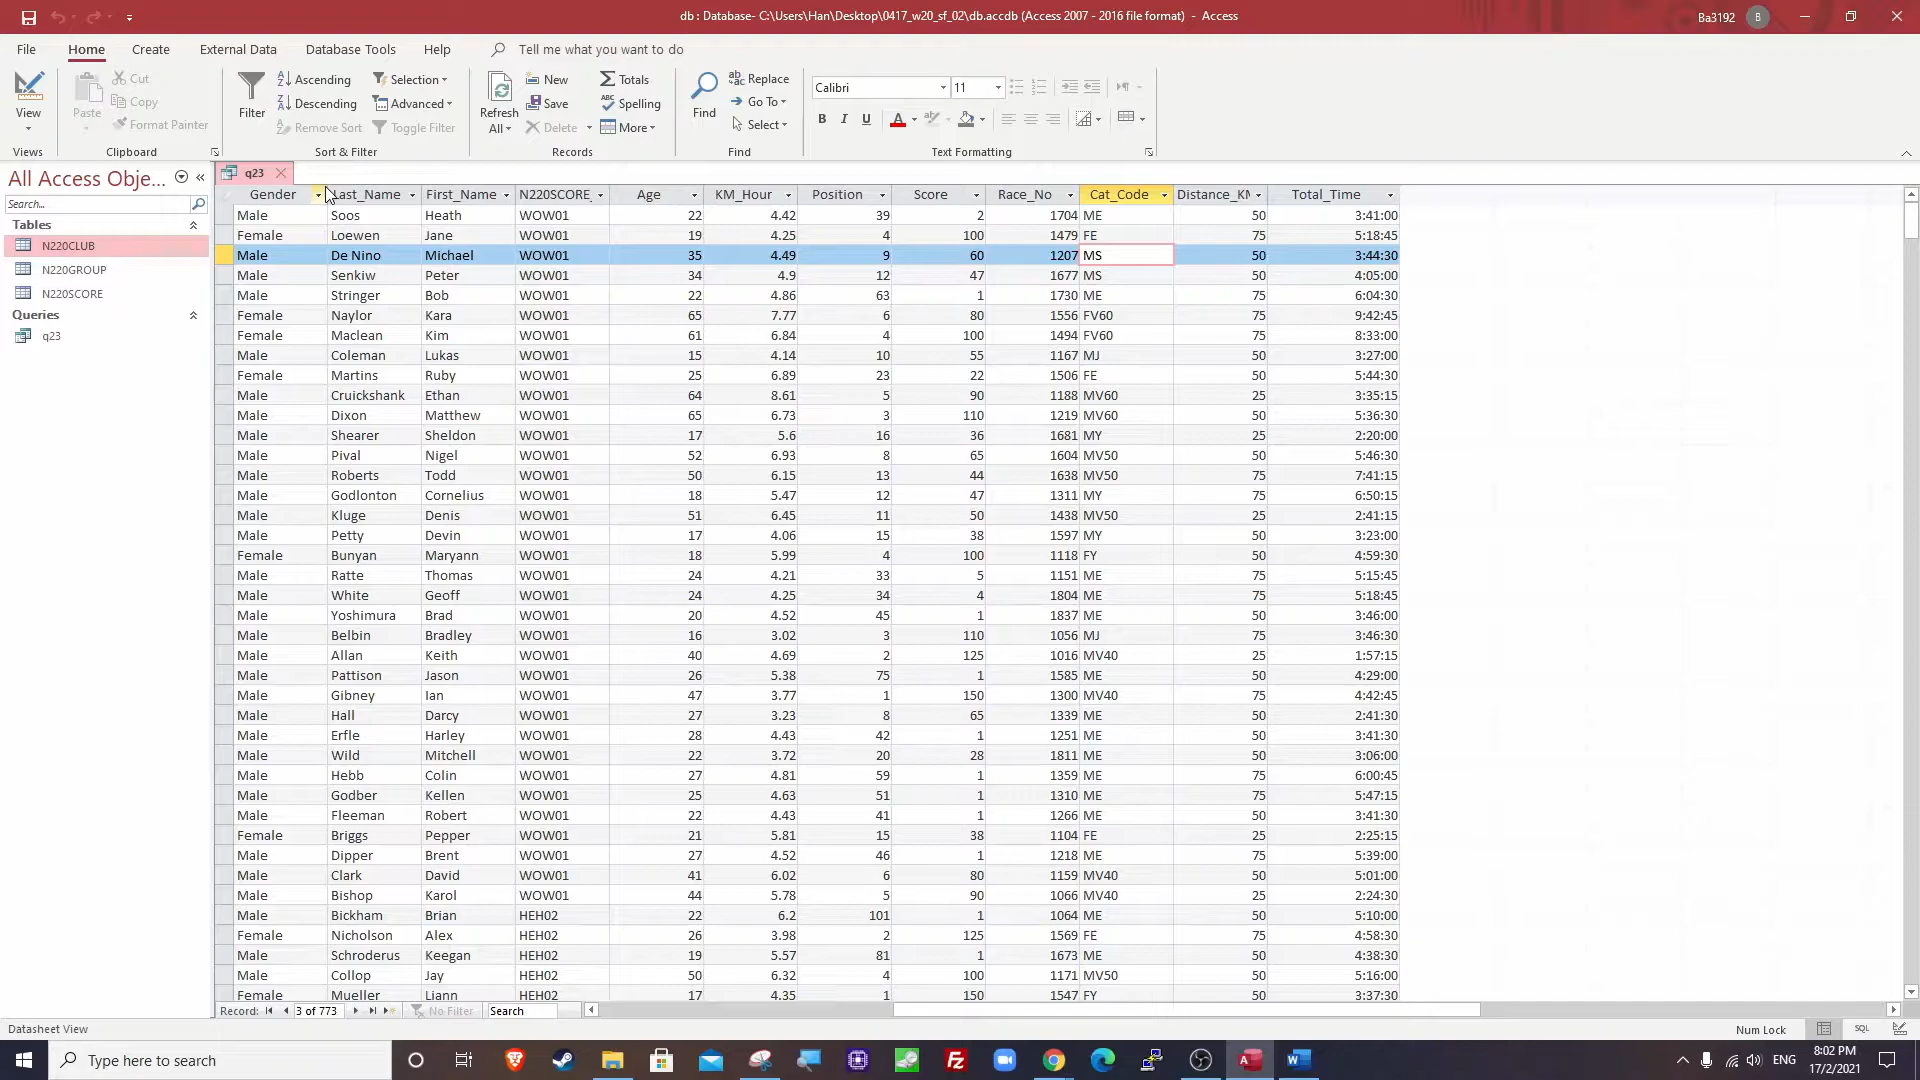 db : Database- C:\Users\Han\Desktop\0417_w20_sf_02\db.accdb (Access 2007 - 2016 file format) - Access
Ba3192 B
File Home Create External Data Database Tools Help Tell me what you want to do
View
Views
Paste
Cut
Copy
Format Painter
Clipboard
Filter
Ascending
Descending
Remove Sort
Selection
Advanced
Toggle Filter
Sort & Filter
Refresh All
New
Save
Delete
Totals
Spelling
More
Records
Find
Replace
Go To
Select
Find
Calibri 11
B I U A
Text Formatting
All Access Obje...
Search...
Tables
N220CLUB
N220GROUP
N220SCORE
Queries
q23
q23
Gender Last_Name First_Name N220SCORE_ Age KM_Hour Position Score Race_No Cat_Code Distance_KM Total_Time
Male Soos Heath WOW01 22 4.42 39 2 1704 ME 50 3:41:00
Female Loewen Jane WOW01 19 4.25 4 100 1479 FE 75 5:18:45
Male De Nino Michael WOW01 35 4.49 9 60 1207 MS 50 3:44:30
Male Senkiw Peter WOW01 34 4.9 12 47 1677 MS 50 4:05:00
Male Stringer Bob WOW01 22 4.86 63 1 1730 ME 75 6:04:30
Female Naylor Kara WOW01 65 7.77 6 80 1556 FV60 75 9:42:45
Female Maclean Kim WOW01 61 6.84 4 100 1494 FV60 75 8:33:00
Male Coleman Lukas WOW01 15 4.14 10 55 1167 MJ 50 3:27:00
Female Martins Ruby WOW01 25 6.89 23 22 1506 FE 50 5:44:30
Male Cruickshank Ethan WOW01 64 8.61 5 90 1188 MV60 25 3:35:15
Male Dixon Matthew WOW01 65 6.73 3 110 1219 MV60 50 5:36:30
Male Shearer Sheldon WOW01 17 5.6 16 36 1681 MY 25 2:20:00
Male Pival Nigel WOW01 52 6.93 8 65 1604 MV50 50 5:46:30
Male Roberts Todd WOW01 50 6.15 13 44 1638 MV50 75 7:41:15
Male Godlonton Cornelius WOW01 18 5.47 12 47 1311 MY 75 6:50:15
Male Kluge Denis WOW01 51 6.45 11 50 1438 MV50 25 2:41:15
Male Petty Devin WOW01 17 4.06 15 38 1597 MY 50 3:23:00
Female Bunyan Maryann WOW01 18 5.99 4 100 1118 FY 50 4:59:30
Male Ratte Thomas WOW01 24 4.21 33 5 1151 ME 75 5:15:45
Male White Geoff WOW01 24 4.25 34 4 1804 ME 75 5:18:45
Male Yoshimura Brad WOW01 20 4.52 45 1 1837 ME 50 3:46:00
Male Belbin Bradley WOW01 16 3.02 3 110 1056 MJ 75 3:46:30
Male Allan Keith WOW01 40 4.69 2 125 1016 MV40 25 1:57:15
Male Pattison Jason WOW01 26 5.38 75 1 1585 ME 50 4:29:00
Male Gibney Ian WOW01 47 3.77 1 150 1300 MV40 75 4:42:45
Male Hall Darcy WOW01 27 3.23 8 65 1339 ME 50 2:41:30
Male Erfle Harley WOW01 28 4.43 42 1 1251 ME 50 3:41:30
Male Wild Mitchell WOW01 22 3.72 20 28 1811 ME 50 3:06:00
Male Hebb Colin WOW01 27 4.81 59 1 1359 ME 75 6:00:45
Male Godber Kellen WOW01 25 4.63 51 1 1310 ME 75 5:47:15
Male Fleeman Robert WOW01 22 4.43 41 1 1266 ME 50 3:41:30
Female Briggs Pepper WOW01 21 5.81 15 38 1104 FE 25 2:25:15
Male Dipper Brent WOW01 27 4.52 46 1 1218 ME 75 5:39:00
Male Clark David WOW01 41 6.02 6 80 1159 MV40 50 5:01:00
Male Bishop Karol WOW01 44 5.78 5 90 1066 MV40 25 2:24:30
Male Bickham Brian HEH02 22 6.2 101 1 1064 ME 50 5:10:00
Female Nicholson Alex HEH02 26 3.98 2 125 1569 FE 75 4:58:30
Male Schroderus Keegan HEH02 19 5.57 81 1 1673 ME 50 4:38:30
Male Collop Jay HEH02 50 6.32 4 100 1171 MV50 50 5:16:00
Female Mueller Liann HEH02 17 4.35 1 150 1547 FY 50 3:37:30
Record: 3 of 773 No Filter Search
Datasheet View
Num Lock SQL
Type here to search
ENG
8:02 PM
17/2/2021